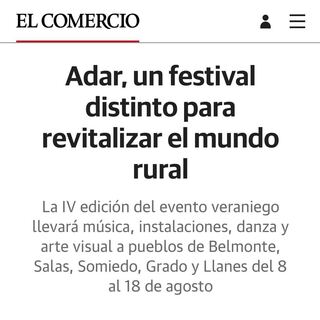 EL COMERCIO
Adar, un festival
distinto para
revitalizar el mundo
rural
La IV edición del evento veraniego
llevará música, instalaciones, danza y
arte visual a pueblos de Belmonte,
Salas, Somiedo, Grado y Llanes del 8
al 18 de agosto